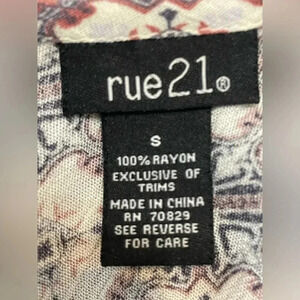 rue21®
S
100% RAYON
EXCLUSIVE OF
TRIMS
MADE IN CHINA
RN 70829
SEE REVERSE
FOR CARE